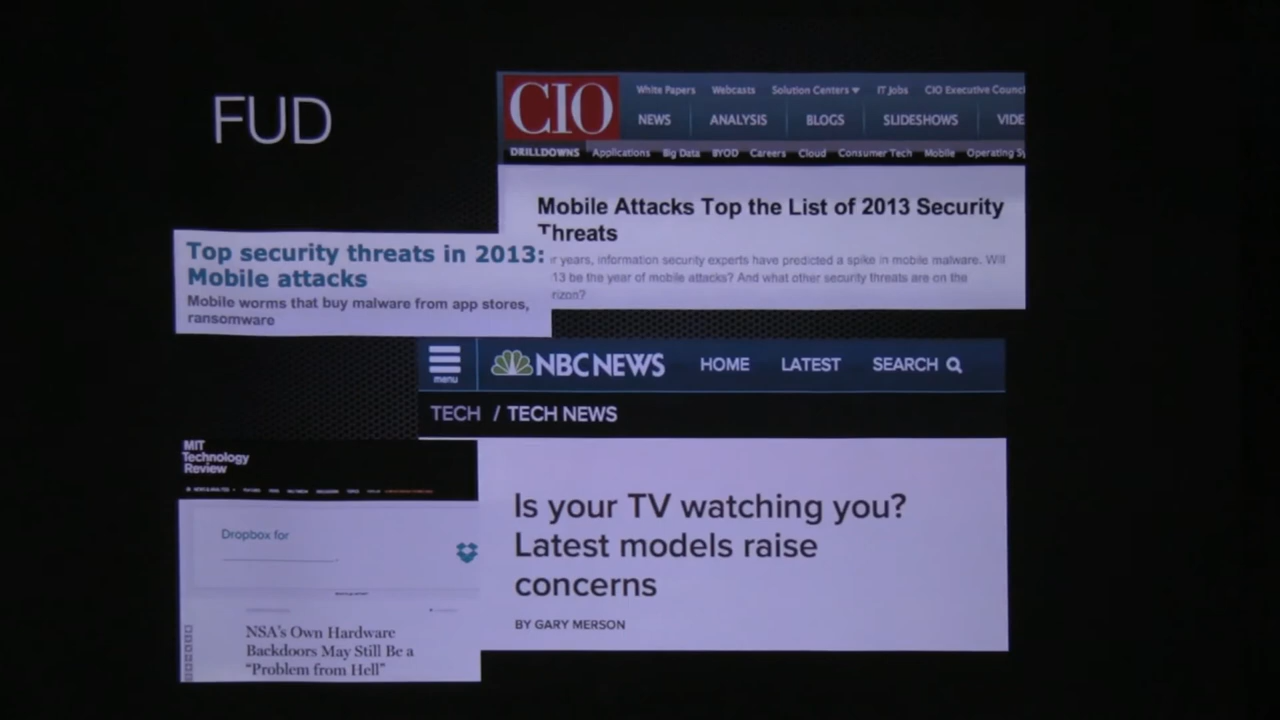 FUD
CIO
White Papers Webcasts Solution Centers IT Jobs CIO Executive Counci
NEWS ANALYSIS BLOGS SLIDESHOWS VIDE
DRILLDOWNS Applications Big Data BYOD Careers Cloud Consumer Tech Mobile Operating Sy
Mobile Attacks Top the List of 2013 Security
Threats
r years, information security experts have predicted a spike in mobile malware. Will
13 be the year of mobile attacks? And what other security threats are on the
rizon?
Top security threats in 2013:
Mobile attacks
Mobile worms that buy malware from app stores,
ransomware
menu
NBC NEWS HOME LATEST SEARCH
TECH / TECH NEWS
Is your TV watching you?
Latest models raise
concerns
BY GARY MERSON
MIT
Technology
Review
Dropbox for
NSA's Own Hardware
Backdoors May Still Be a
"Problem from Hell"